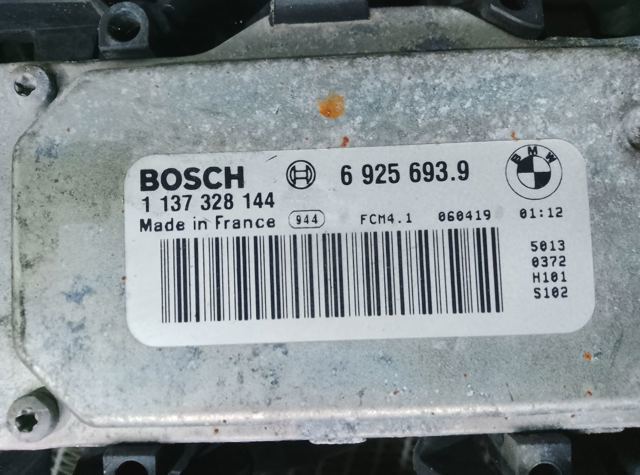 BOSCH 6 925 693.9 BMW
1 137 328 144
Made in France 944 FCM4.1 060419 01:12
5013
0372
H101
S102